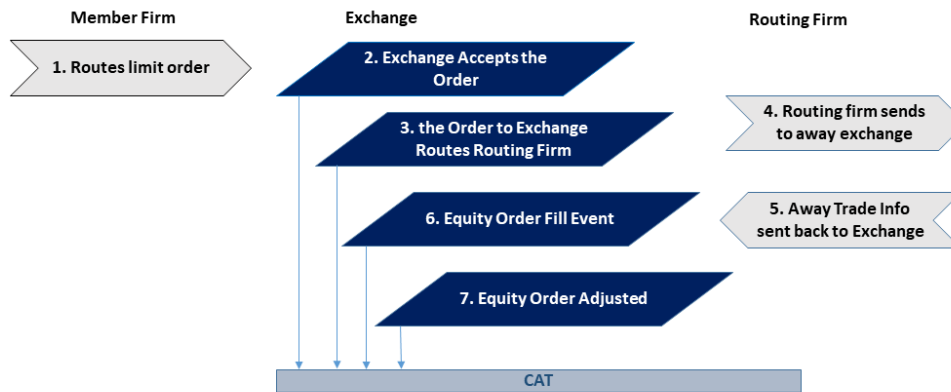 Member Firm
Exchange
Routing Firm
1. Routes limit order
2. Exchange Accepts the
Order
3. the Order to Exchange
Routes Routing Firm
4. Routing firm sends
to away exchange
6. Equity Order Fill Event
5. Away Trade Info
sent back to Exchange
7. Equity Order Adjusted
CAT